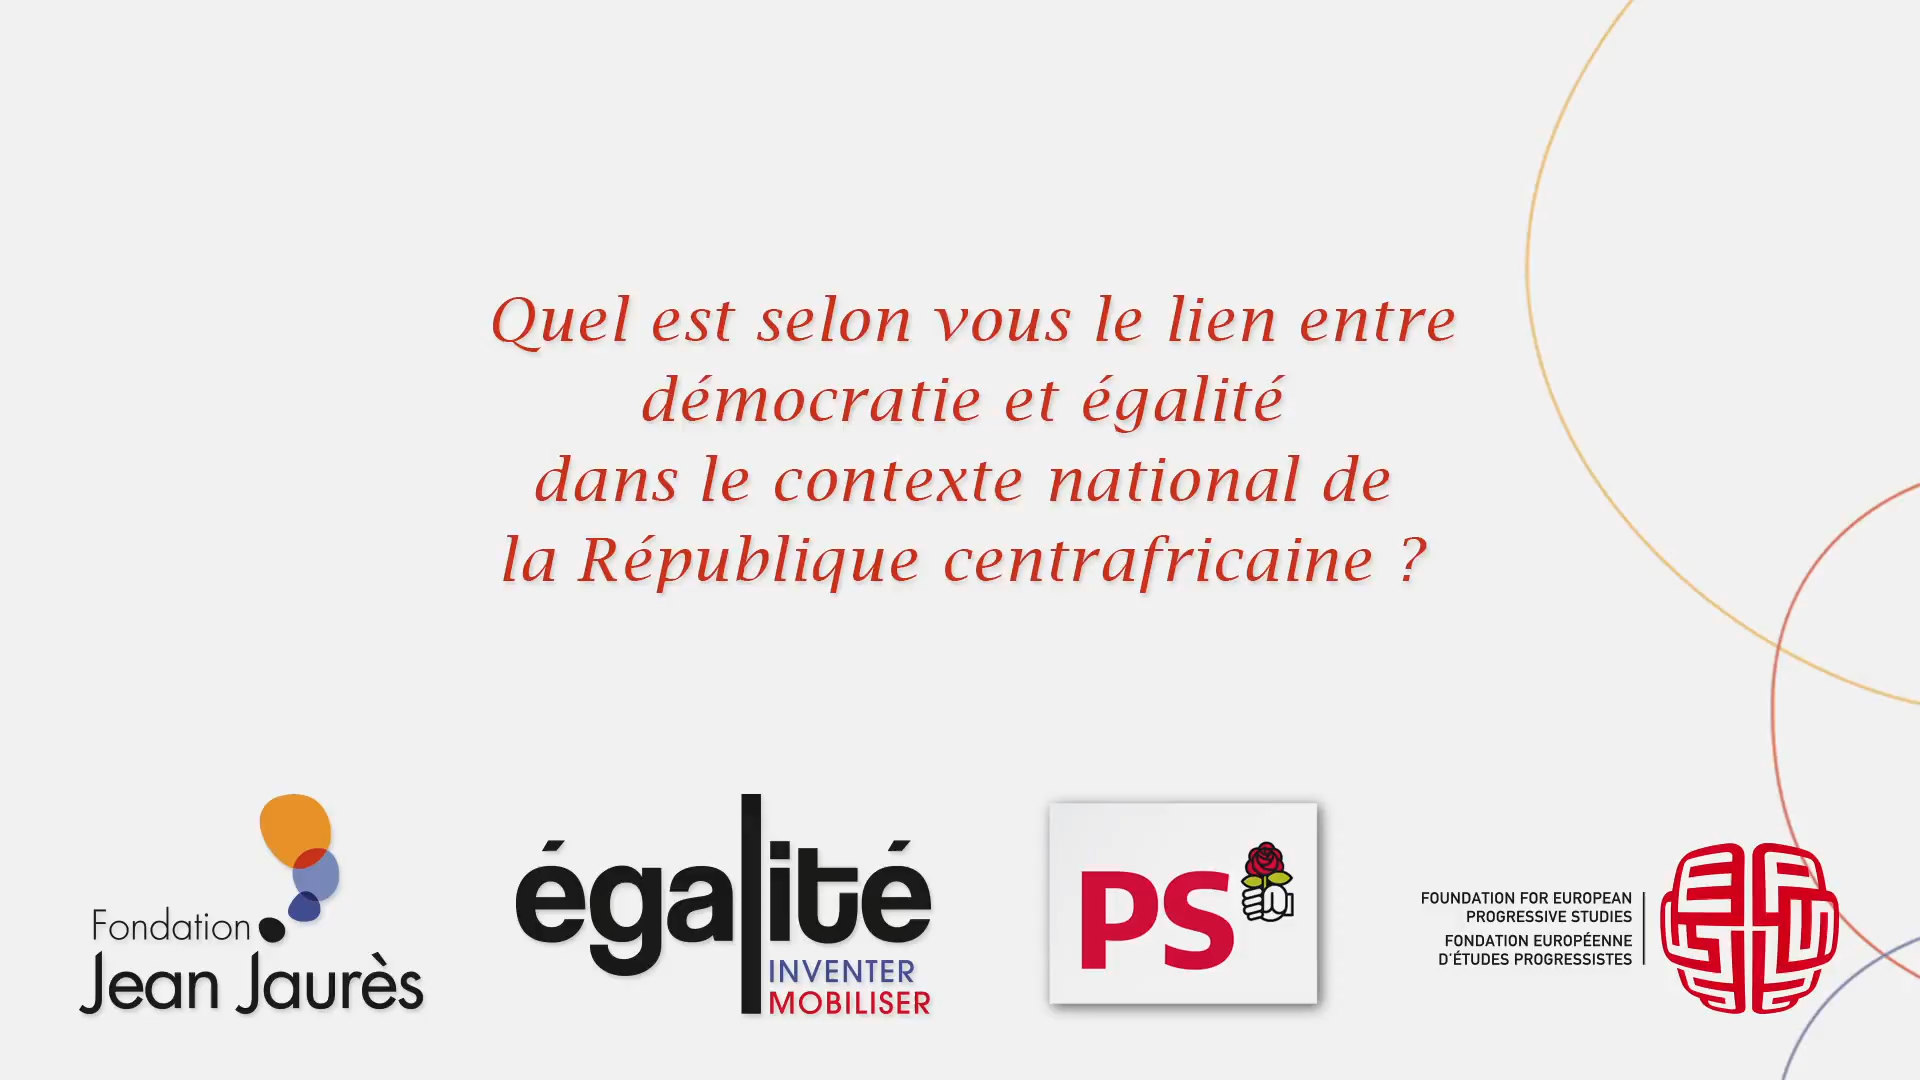 Quel est selon vous le lien entre
démocratie et égalité
dans le contexte national de
la République centrafricaine ?
Fondation
Jean Jaurès
égalité
INVENTER
MOBILISER
PS
FOUNDATION FOR EUROPEAN
PROGRESSIVE STUDIES
FONDATION EUROPÉENNE
D'ÉTUDES PROGRESSISTES